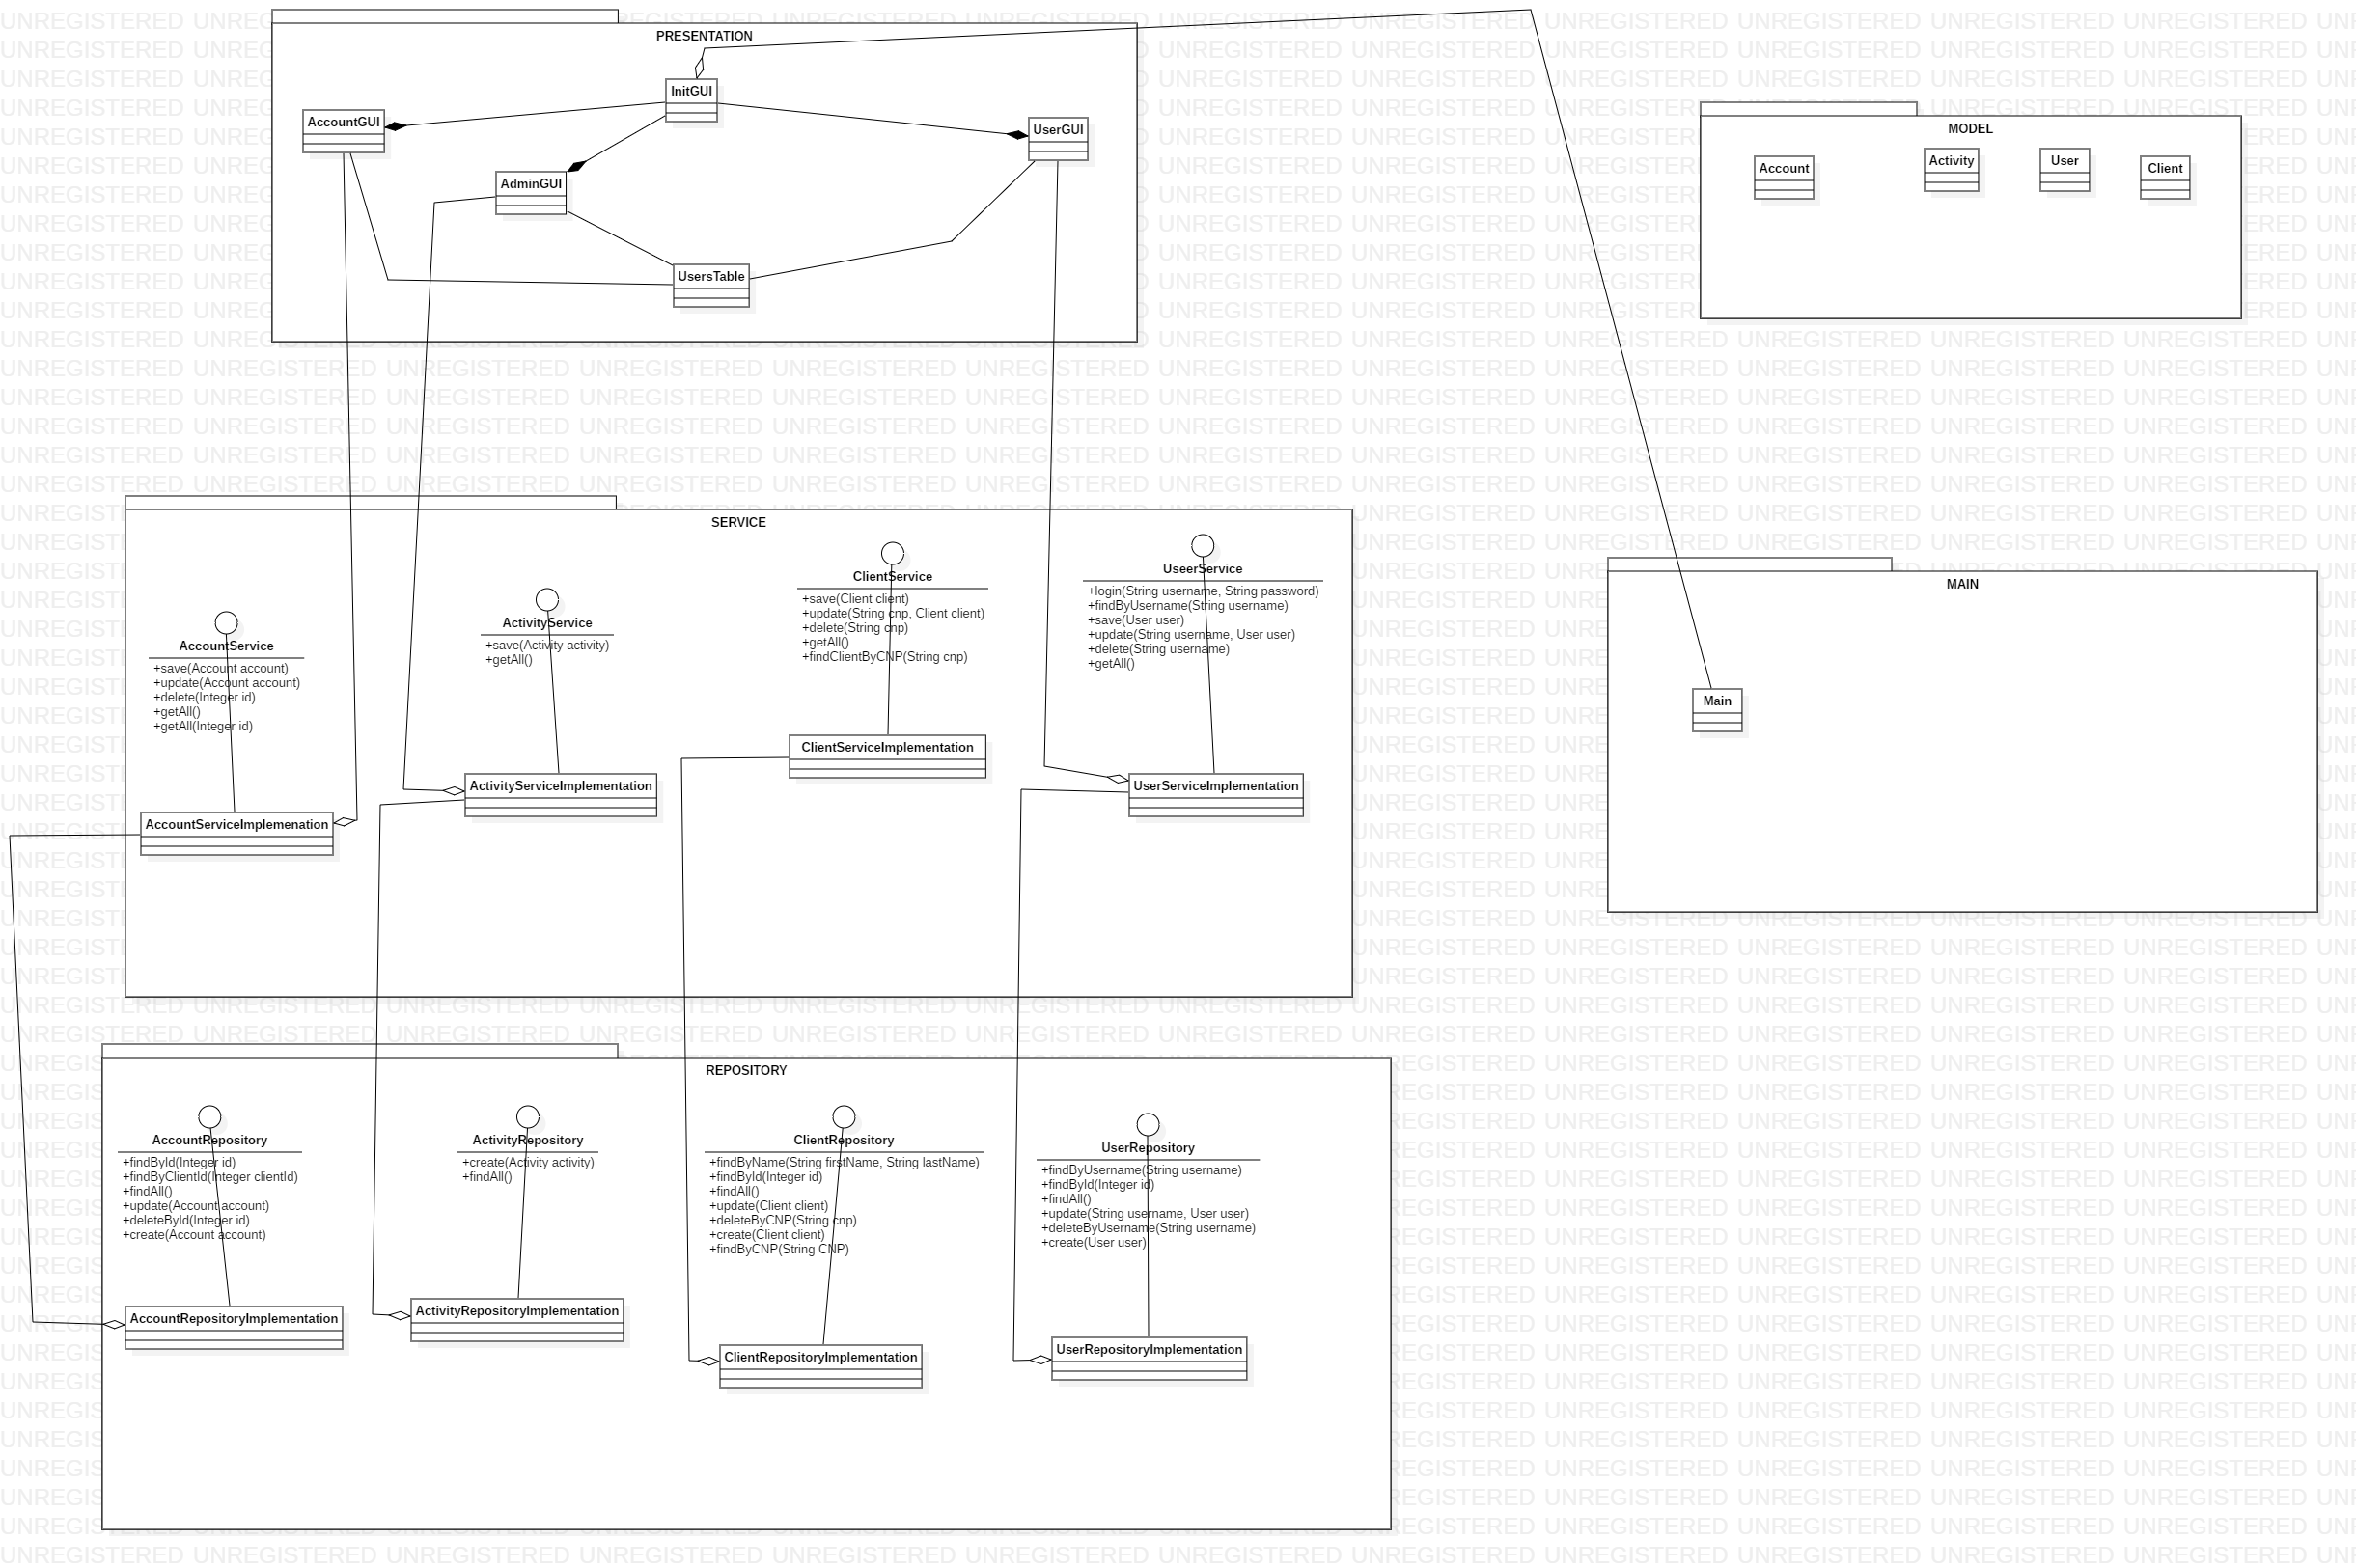 PRESENTATION
InitGUI
AccountGUI
UserGUI
AdminGUI
UsersTable
MODEL
Account
Activity
User
Client
SERVICE
AccountService
+save(Account account)
+update(Account account)
+delete(Integer id)
+getAll()
+getAll(Integer id)
ActivityService
+save(Activity activity)
+getAll()
ClientService
+save(Client client)
+update(String cnp, Client client)
+delete(String cnp)
+getAll()
+findClientByCNP(String cnp)
UseerService
+login(String username, String password)
+findByUsername(String username)
+save(User user)
+update(String username, User user)
+delete(String username)
+getAll()
AccountServiceImplemenation
ActivityServiceImplementation
ClientServiceImplementation
UserServiceImplementation
MAIN
Main
REPOSITORY
AccountRepository
+findById(Integer id)
+findByClientId(Integer clientId)
+findAll()
+update(Account account)
+deleteById(Integer id)
+create(Account account)
ActivityRepository
+create(Activity activity)
+findAll()
ClientRepository
+findByName(String firstName, String lastName)
+findById(Integer id)
+findAll()
+update(Client client)
+deleteByCNP(String cnp)
+create(Client client)
+findByCNP(String CNP)
UserRepository
+findByUsername(String username)
+findById(Integer id)
+findAll()
+update(String username, User user)
+deleteByUsername(String username)
+create(User user)
AccountRepositoryImplementation
ActivityRepositoryImplementation
ClientRepositoryImplementation
UserRepositoryImplementation
UNREGISTERED